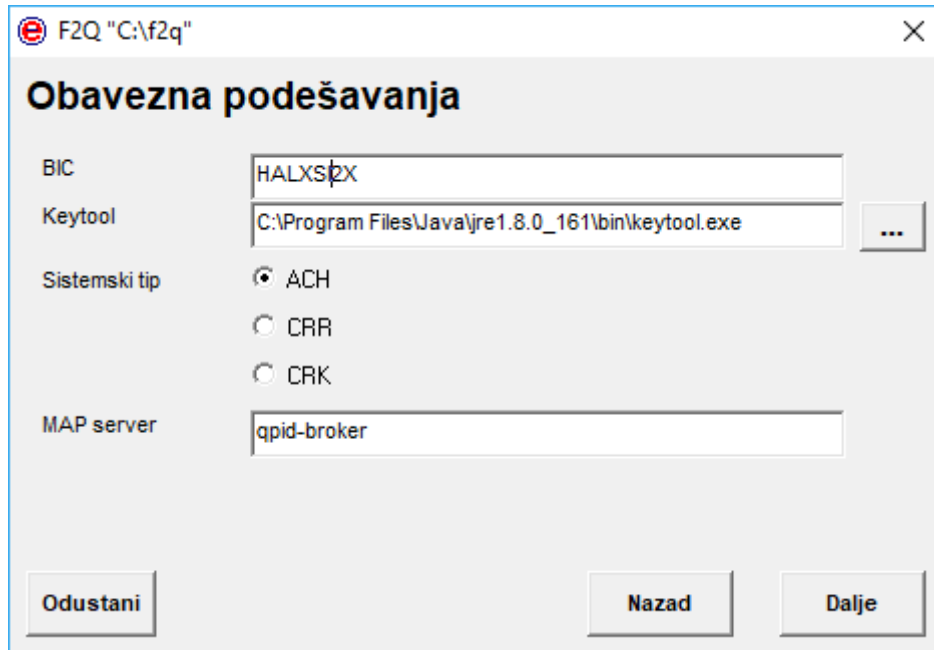 F2Q "C:\f2q"
Obavezna podešavanja
BIC HALXSI2X
Keytool C:\Program Files\Java\jre1.8.0_161\bin\keytool.exe ...
Sistemski tip ACH
CRR
CRK
MAP server qpid-broker
Odustani Nazad Dalje